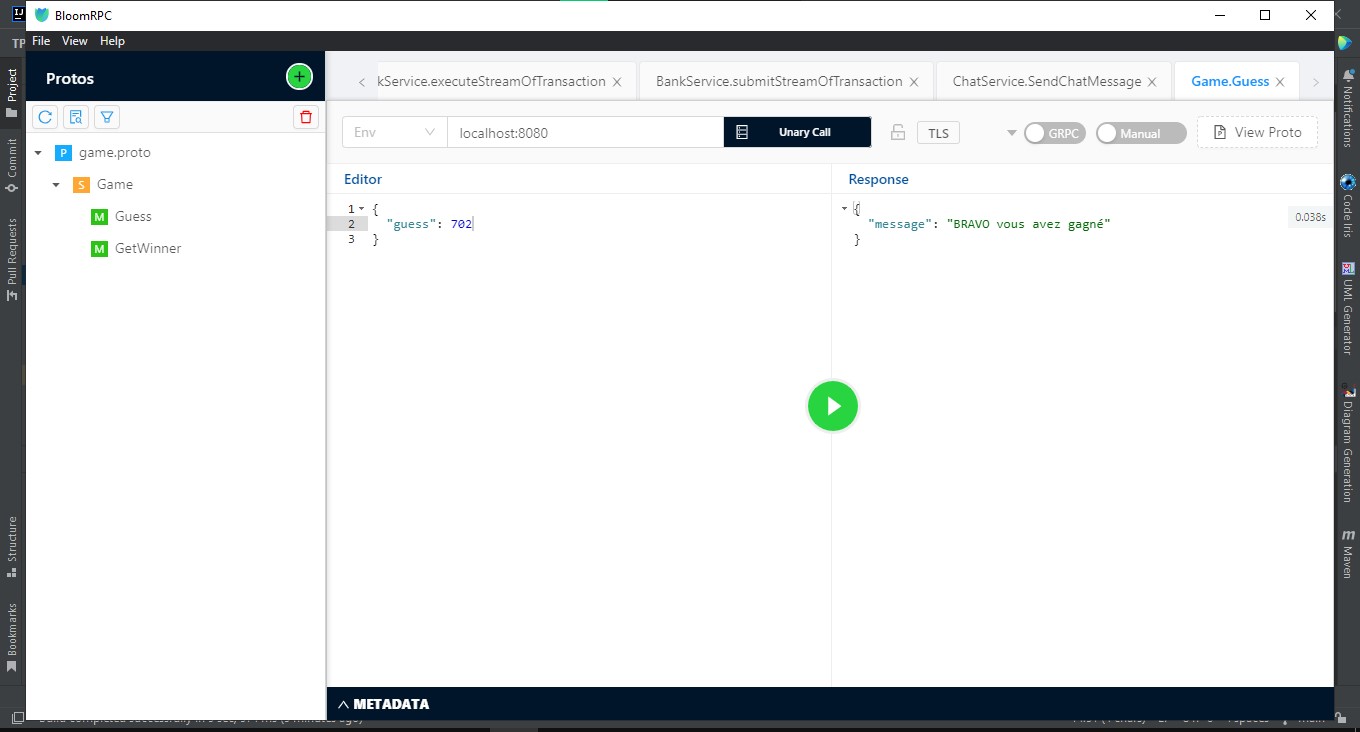 BloomRPC
File View Help
Protos
kService.executeStreamOfTransaction
BankService.submitStreamOfTransaction
ChatService.SendChatMessage
Game.Guess
Env
localhost:8080
Unary Call
TLS
GRPC
Manual
View Proto
P game.proto
S Game
M Guess
M GetWinner
Editor
1 {
2 "guess": 702
3 }
Response
{
"message": "BRAVO vous avez gagné"
}
0.038s
METADATA
IJ
TP
Project
Commit
Pull Requests
Structure
Bookmarks
Notifications
Code Iris
UML Generator
Diagram Generation
m Maven